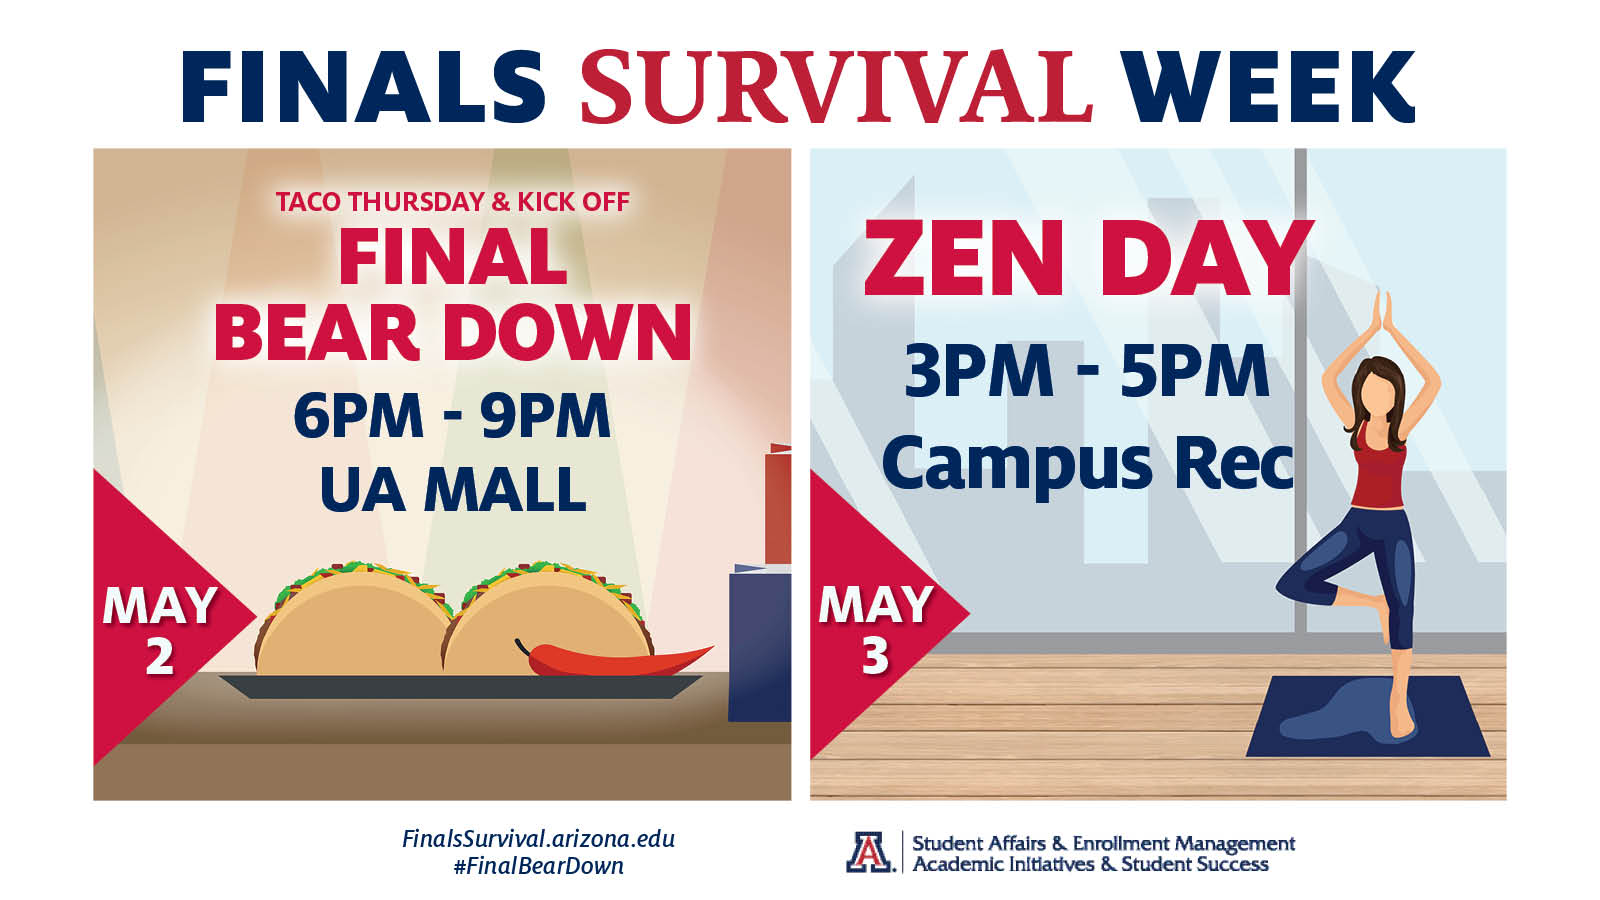 FINALS SURVIVAL WEEK
TACO THURSDAY & KICK OFF
FINAL
BEAR DOWN
6PM - 9PM
UA MALL
MAY
2
ZEN DAY
3PM - 5PM
Campus Rec
MAY
3
FinalsSurvival.arizona.edu
#FinalBearDown
A
Student Affairs & Enrollment Management
Academic Initiatives & Student Success